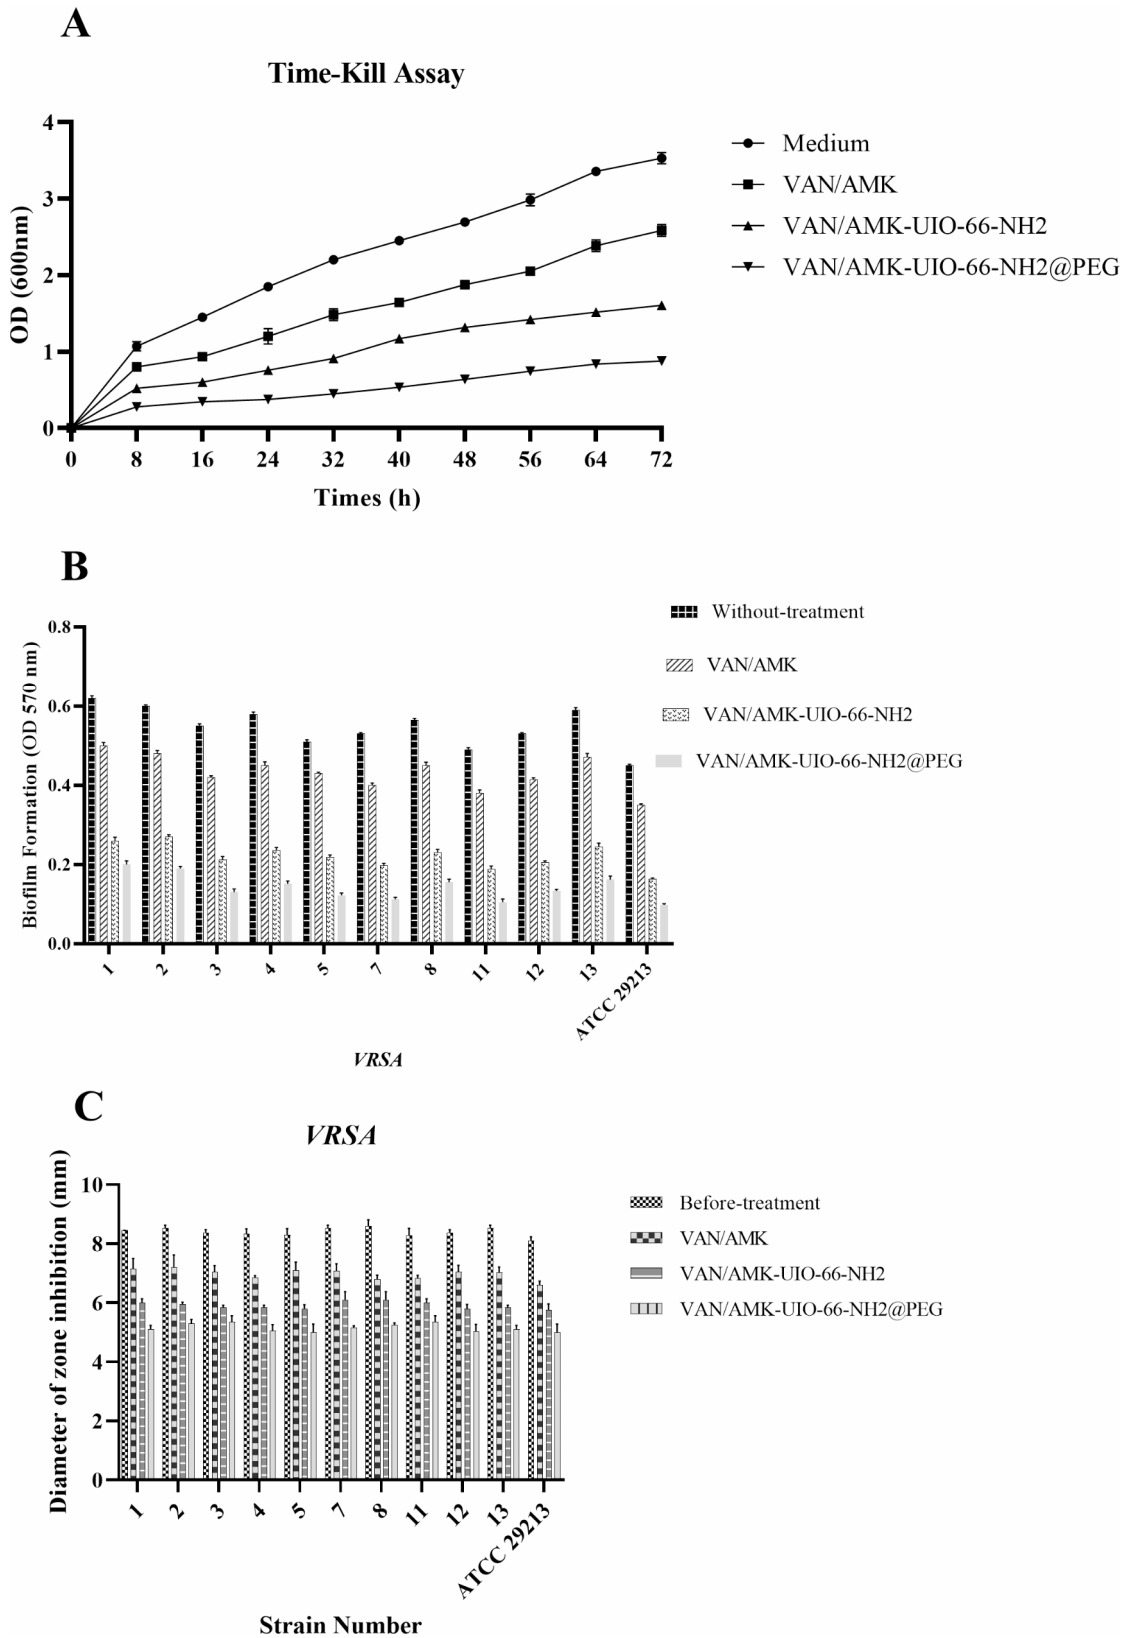 A
Time-Kill Assay
OD (600nm)
4
3
2
1
0
0 8 16 24 32 40 48 56 64 72
Times (h)
Medium
VAN/AMK
VAN/AMK-UIO-66-NH2
VAN/AMK-UIO-66-NH2@PEG
B
Biofilm Formation (OD 570 nm)
0.8
0.6
0.4
0.2
0.0
1 2 3 4 5 7 8 11 12 13 ATCC 29213
VRSA
Without-treatment
VAN/AMK
VAN/AMK-UIO-66-NH2
VAN/AMK-UIO-66-NH2@PEG
C
VRSA
Diameter of zone inhibition (mm)
10
8
6
4
2
0
1 2 3 4 5 7 8 11 12 13 ATCC 29213
Strain Number
Before-treatment
VAN/AMK
VAN/AMK-UIO-66-NH2
VAN/AMK-UIO-66-NH2@PEG